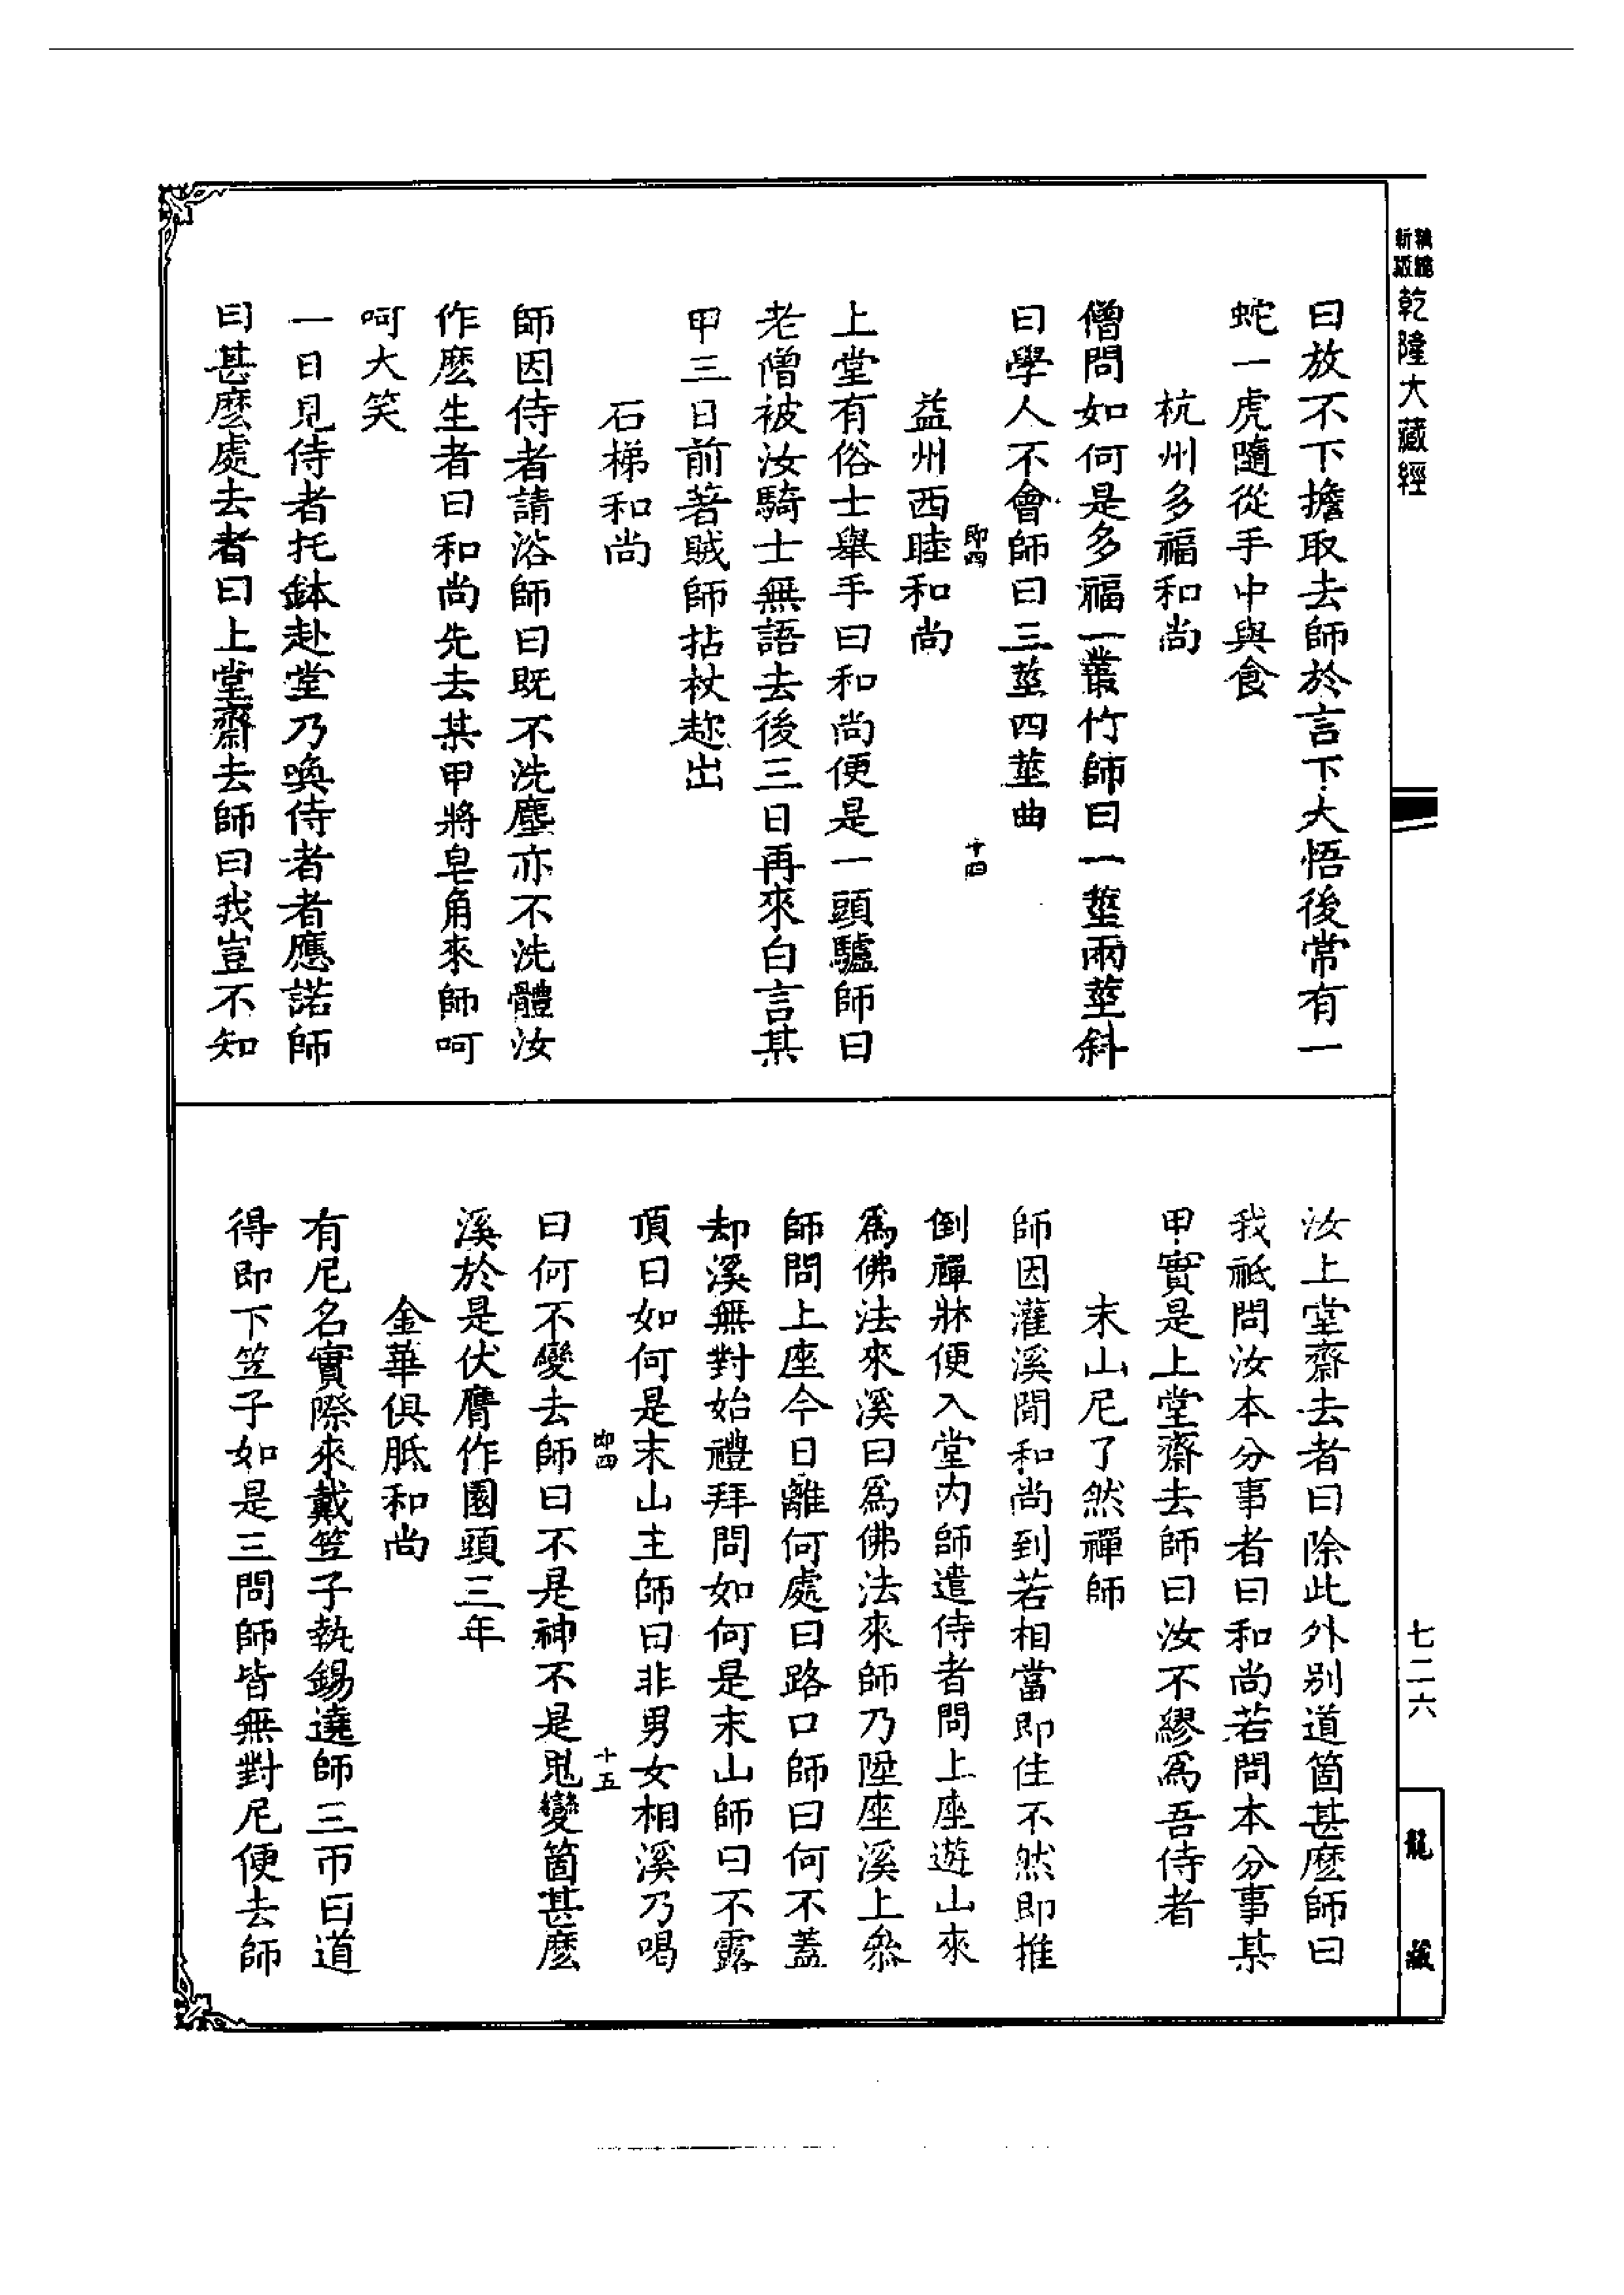 新版
乾隆大藏經
曰放不下擔取去師於言下大悟後常有一
蛇一虎隨從手中與食
杭州多福和尚
僧問如何是多福一叢竹師曰一莖兩莖斜
曰學人不會師曰三莖四莖曲
即四
十四
益州西睦和尚
上堂有俗士舉手曰和尚便是一頭驢師曰
老僧被汝騎士無語去後三日再來白言某
甲三日前著賊師拈杖趂出
石梯和尚
師因侍者請浴師曰既不洗塵亦不洗體汝
作麽生者曰和尚先去某甲將皂角來師呵
呵大笑
一日見侍者托鉢赴堂乃喚侍者者應諾師
曰甚麽處去者曰上堂齋去師曰我豈不知
汝上堂齋去者曰除此外別道箇甚麽師曰
我祇問汝本分事者曰和尚若問本分事某
甲實是上堂齋去師曰汝不繆爲吾侍者
末山尼了然禪師
師因灌溪閒和尚到若相當即住不然即推
倒禪牀便入堂內師遣侍者問上座遊山來
爲佛法來溪曰爲佛法來師乃陞座溪上叅
師問上座今日離何處曰路口師曰何不蓋
却溪無對始禮拜問如何是末山師曰不露
頂曰如何是末山主師曰非男女相溪乃喝
即四
十五
曰何不變去師曰不是神不是鬼變箇甚麽
溪於是伏膺作園頭三年
金華俱胝和尚
有尼名實際來戴笠子執錫遶師三帀曰道
得即下笠子如是三問師皆無對尼便去師
七二六
龍藏